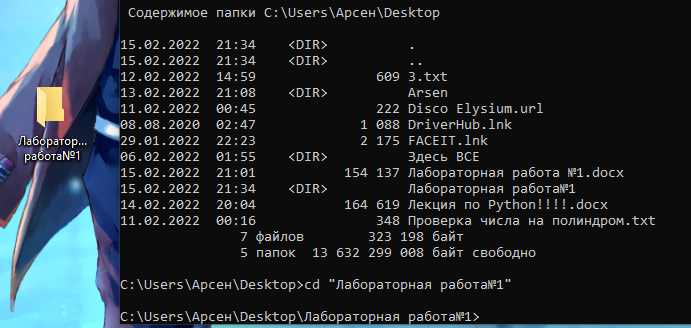 Лаборатор...
работа№1
Содержимое папки C:\Users\Арсен\Desktop
15.02.2022  21:34    <DIR>          .
15.02.2022  21:34    <DIR>          ..
12.02.2022  14:59               609 3.txt
13.02.2022  21:08    <DIR>          Arsen
11.02.2022  00:45               222 Disco Elysium.url
08.08.2020  02:47             1 088 DriverHub.lnk
29.01.2022  22:23             2 175 FACEIT.lnk
06.02.2022  01:55    <DIR>          Здесь ВСЕ
15.02.2022  21:01           154 137 Лабораторная работа №1.docx
15.02.2022  21:34    <DIR>          Лабораторная работа№1
14.02.2022  20:04           164 619 Лекция по Python!!!!.docx
11.02.2022  00:16               348 Проверка числа на полиндром.txt
7 файлов        323 198 байт
5 папок  13 632 299 008 байт свободно
C:\Users\Арсен\Desktop>cd "Лабораторная работа№1"
C:\Users\Арсен\Desktop\Лабораторная работа№1>